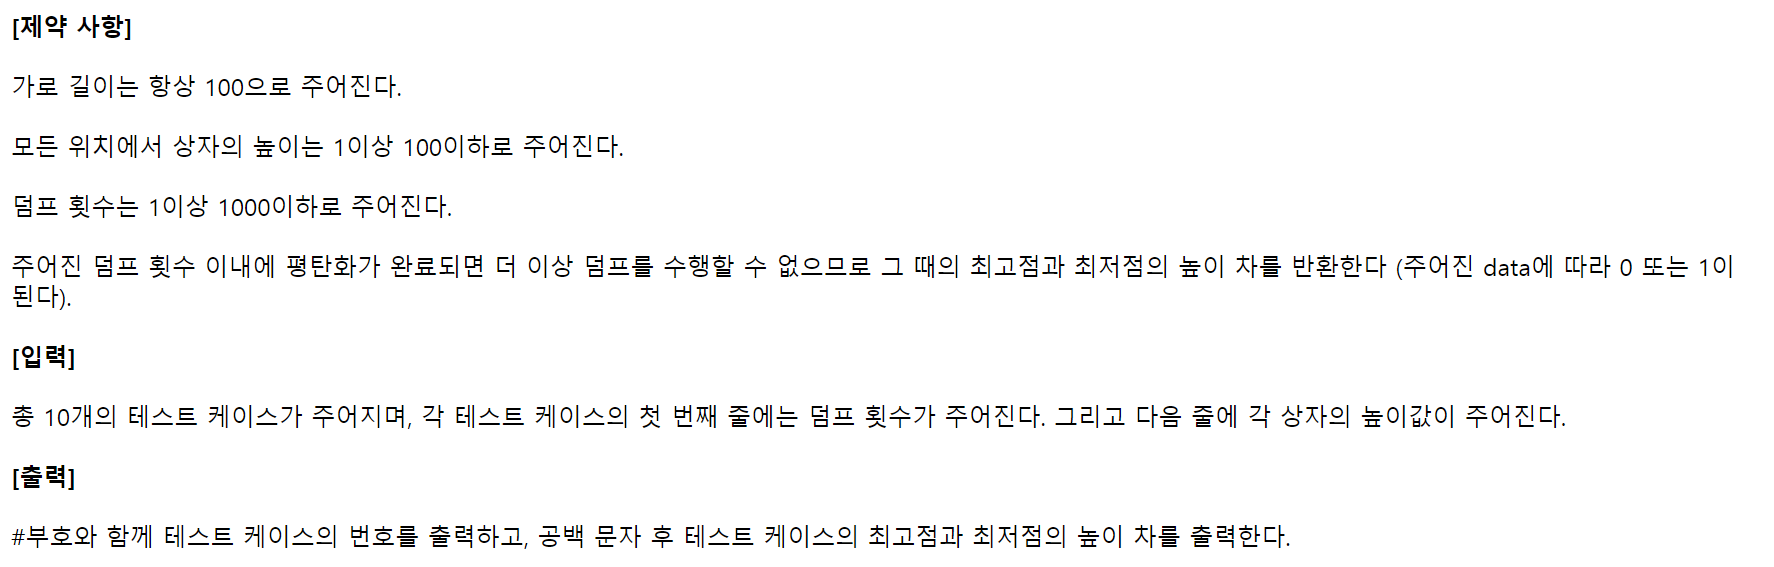 [제약 사항]
가로 길이는 항상 100으로 주어진다.
모든 위치에서 상자의 높이는 1이상 100이하로 주어진다.
덤프 횟수는 1이상 1000이하로 주어진다.
주어진 덤프 횟수 이내에 평탄화가 완료되면 더 이상 덤프를 수행할 수 없으므로 그 때의 최고점과 최저점의 높이 차를 반환한다 (주어진 data에 따라 0 또는 1이
된다).
[입력]
총 10개의 테스트 케이스가 주어지며, 각 테스트 케이스의 첫 번째 줄에는 덤프 횟수가 주어진다. 그리고 다음 줄에 각 상자의 높이값이 주어진다.
[출력]
#부호와 함께 테스트 케이스의 번호를 출력하고, 공백 문자 후 테스트 케이스의 최고점과 최저점의 높이 차를 출력한다.